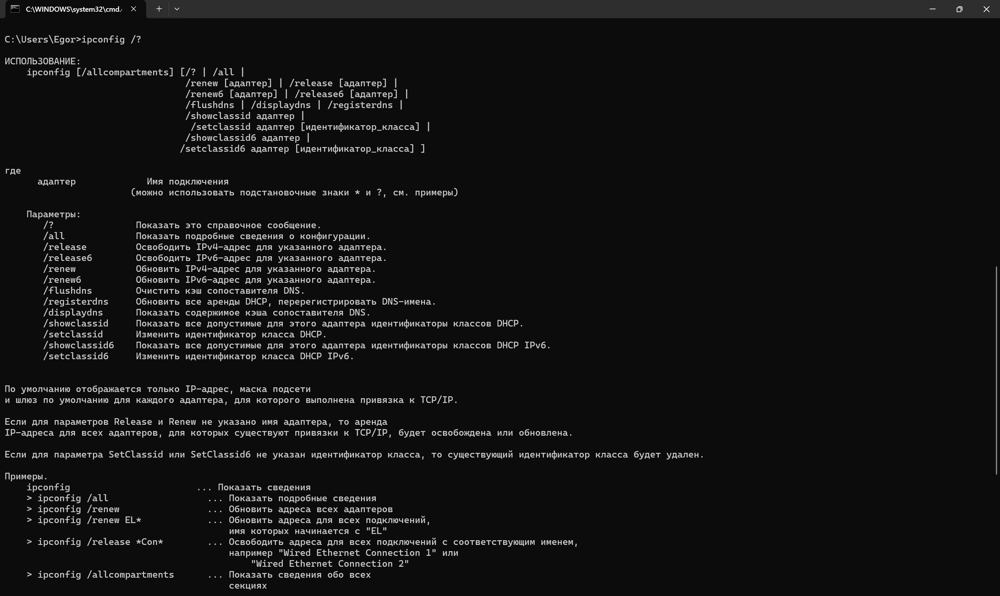 C:\WINDOWS\system32\cmd.
C:\Users\Egor>ipconfig /?
ИСПОЛЬЗОВАНИЕ:
ipconfig [/allcompartments] [/? | /all |
/renew [адаптер] | /release [адаптер] |
/renew6 [адаптер] | /release6 [адаптер] |
/flushdns | /displaydns | /registerdns |
/showclassid адаптер |
/setclassid адаптер [идентификатор_класса] |
/showclassid6 адаптер |
/setclassid6 адаптер [идентификатор_класса] ]
где
адаптер Имя подключения
(можно использовать подстановочные знаки * и ?, см. примеры)
Параметры:
/? Показать это справочное сообщение.
/all Показать подробные сведения о конфигурации.
/release Освободить IPv4-адрес для указанного адаптера.
/release6 Освободить IPv6-адрес для указанного адаптера.
/renew Обновить IPv4-адрес для указанного адаптера.
/renew6 Обновить IPv6-адрес для указанного адаптера.
/flushdns Очистить кэш сопоставителя DNS.
/registerdns Обновить все аренды DHCP, перерегистрировать DNS-имена.
/displaydns Показать содержимое кэша сопоставителя DNS.
/showclassid Показать все допустимые для этого адаптера идентификаторы классов DHCP.
/setclassid Изменить идентификатор класса DHCP.
/showclassid6 Показать все допустимые для этого адаптера идентификаторы классов DHCP IPv6.
/setclassid6 Изменить идентификатор класса DHCP IPv6.
По умолчанию отображается только IP-адрес, маска подсети
и шлюз по умолчанию для каждого адаптера, для которого выполнена привязка к TCP/IP.
Если для параметров Release и Renew не указано имя адаптера, то аренда
IP-адреса для всех адаптеров, для которых существуют привязки к TCP/IP, будет освобождена или обновлена.
Если для параметра SetClassid или SetClassid6 не указан идентификатор класса, то существующий идентификатор класса будет удален.
Примеры.
ipconfig ... Показать сведения
> ipconfig /all ... Показать подробные сведения
> ipconfig /renew ... Обновить адреса всех адаптеров
> ipconfig /renew EL* ... Обновить адреса для всех подключений,
имя которых начинается с "EL"
> ipconfig /release *Con* ... Освободить адреса для всех подключений с соответствующим именем,
например "Wired Ethernet Connection 1" или
"Wired Ethernet Connection 2"
> ipconfig /allcompartments ... Показать сведения обо всех
секциях